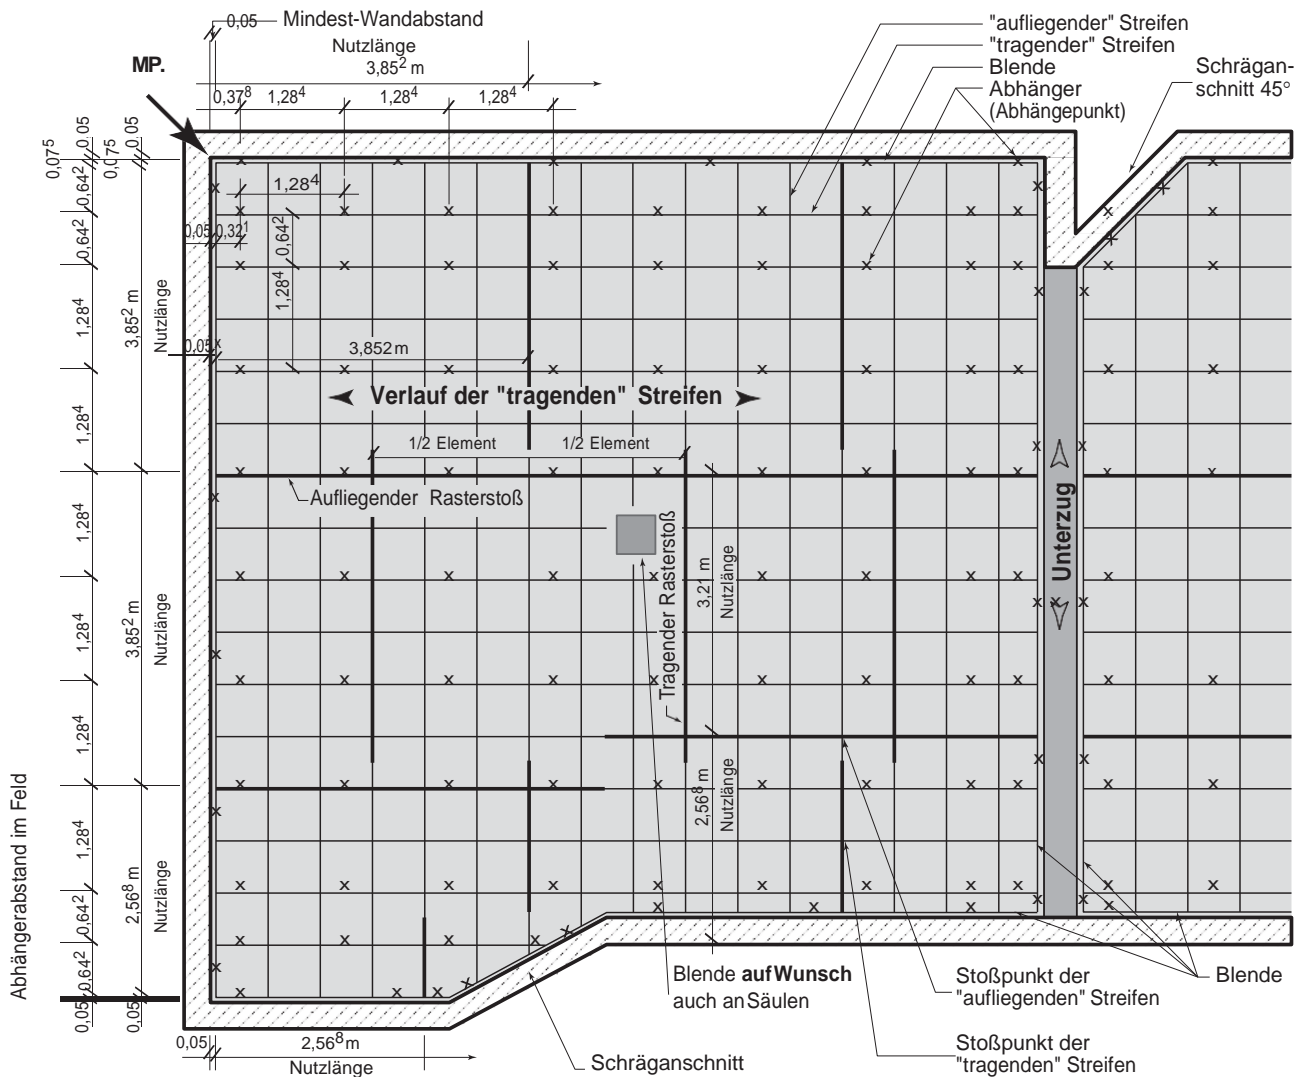 0,05 Mindest-Wandabstand
Nutzlänge
3,85² m
MP.
0,37⁸ 1,28⁴ 1,28⁴ 1,28⁴
"aufliegender" Streifen
"tragender" Streifen
Blende
Abhänger
(Abhängepunkt)
Schrägan-
schnitt 45°
0,07⁵ 0,05 0,07⁵ 0,05
0,64²
0,64²
1,28⁴
1,28⁴
1,28⁴
1,28⁴
1,28⁴
1,28⁴
0,64²
0,64²
0,05
3,85² m
Nutzlänge
3,85² m
Nutzlänge
2,56⁸ m
Nutzlänge
0,05
Abhängerabstand im Feld
1,28⁴
0,05 0,32¹
0,64²
1,28⁴
0,05
3,852 m
Verlauf der "tragenden" Streifen
1/2 Element 1/2 Element
Aufliegender Rasterstoß
Tragender Rasterstoß
3,21 m
Nutzlänge
2,56⁸ m
Nutzlänge
Unterzug
Blende auf Wunsch
auch an Säulen
Stoßpunkt der
"aufliegenden" Streifen
Blende
Stoßpunkt der
"tragenden" Streifen
Schräganschnitt
0,05 2,56⁸ m
Nutzlänge